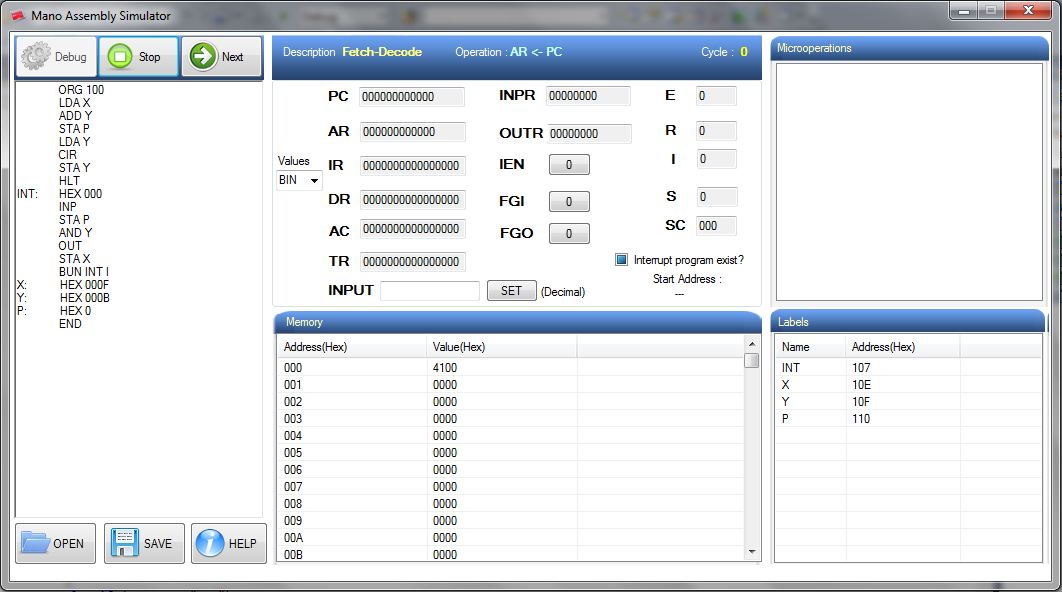 Mano Assembly Simulator
Debug Stop Next
ORG 100
LDA X
ADD Y
STA P
LDA Y
CIR
STA Y
HLT
INT: HEX 000
INP
STA P
AND Y
OUT
STA X
BUN INT I
X: HEX 000F
Y: HEX 000B
P: HEX 0
END
OPEN SAVE HELP
Description Fetch-Decode Operation : AR <- PC Cycle : 0
Values
BIN
PC 000000000000
AR 000000000000
IR 0000000000000000
DR 0000000000000000
AC 0000000000000000
TR 0000000000000000
INPUT SET (Decimal)
INPR 00000000
OUTR 00000000
IEN 0
FGI 0
FGO 0
E 0
R 0
I 0
S 0
SC 000
Interrupt program exist?
Start Address :
---
Memory
Address(Hex) Value(Hex)
000 4100
001 0000
002 0000
003 0000
004 0000
005 0000
006 0000
007 0000
008 0000
009 0000
00A 0000
00B 0000
Microoperations
Labels
Name Address(Hex)
INT 107
X 10E
Y 10F
P 110